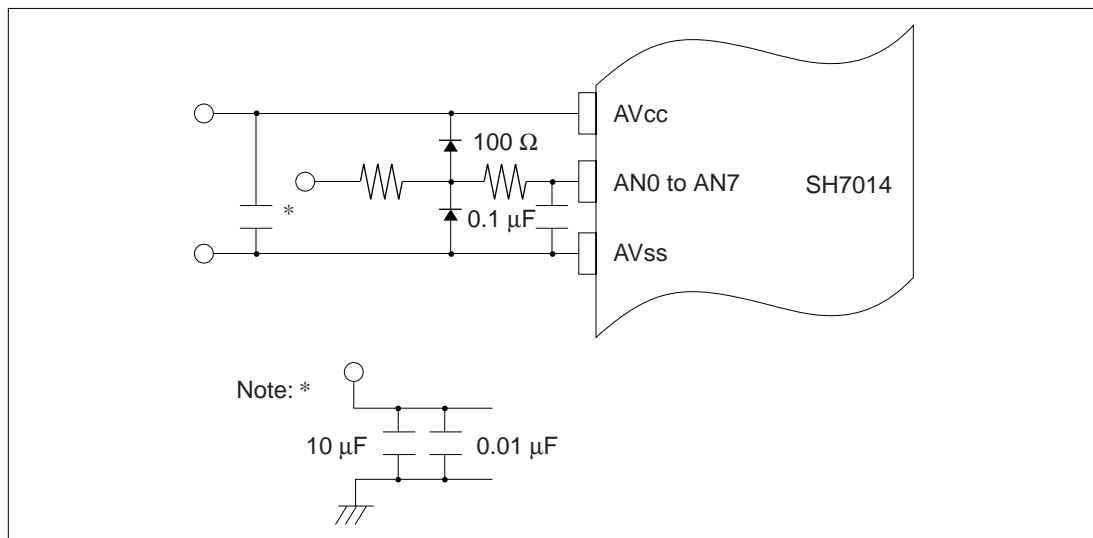 AVcc
100 Ω
AN0 to AN7
SH7014
*
0.1 μF
AVss
Note: *
10 μF
0.01 μF